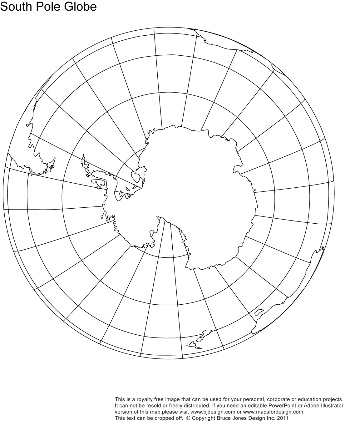 South Pole Globe
This is a royalty free image that can be used for your personal, corporate or education projects.
It can not be resold or freely distributed. If you need an editable PowerPoint or Adobe Illustrator
version of this map please visit. www.bjdesign.com or www.mapsfordesign.com.
This text can be cropped off. © Copyright Bruce Jones Design Inc. 2011